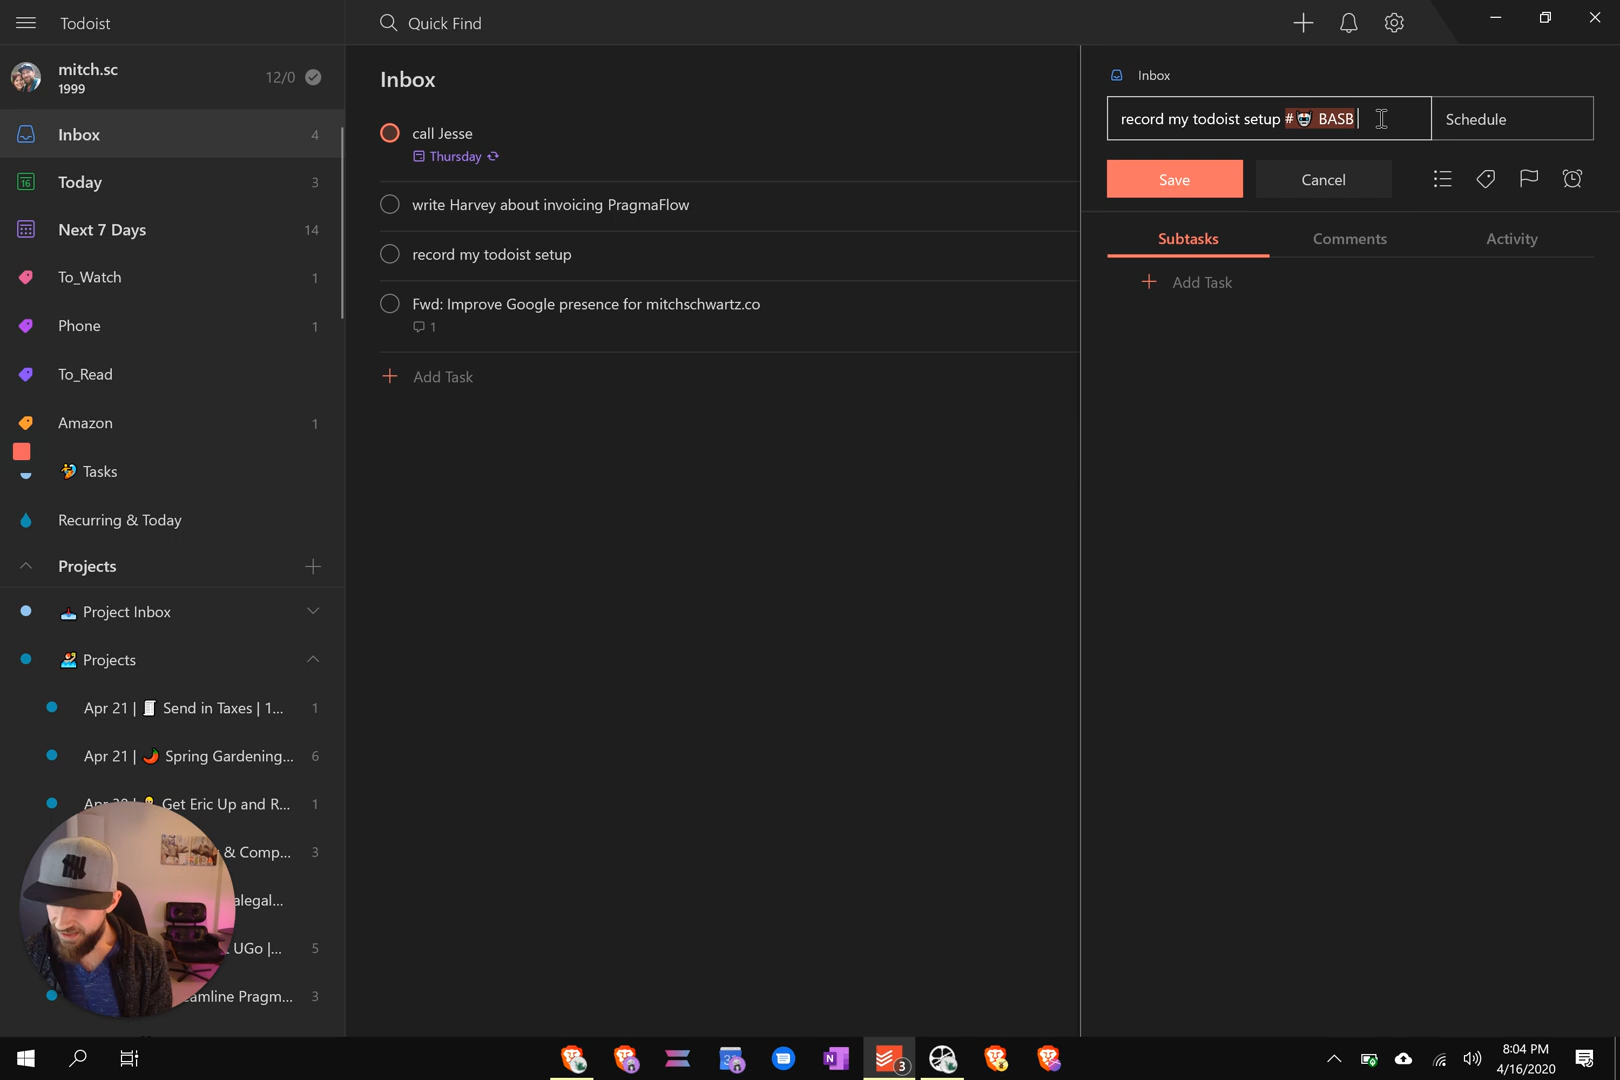 Todoist
Quick Find
mitch.sc
1999
12/0
Inbox
4
16
Today
3
Next 7 Days
14
To_Watch
1
Phone
1
To_Read
Amazon
1
Tasks
Recurring & Today
Projects
Project Inbox
Projects
Apr 21 | Send in Taxes | 1...
1
Apr 21 | Spring Gardening...
6
Get Eric Up and R...
1
& Comp...
3
alegal...
UGo |...
5
amline Pragm...
3
Inbox
call Jesse
Thursday
write Harvey about invoicing PragmaFlow
record my todoist setup
Fwd: Improve Google presence for mitchschwartz.co
1
Add Task
Inbox
record my todoist setup # BASB
Schedule
Save
Cancel
Subtasks
Comments
Activity
Add Task
N
3
8:04 PM
4/16/2020